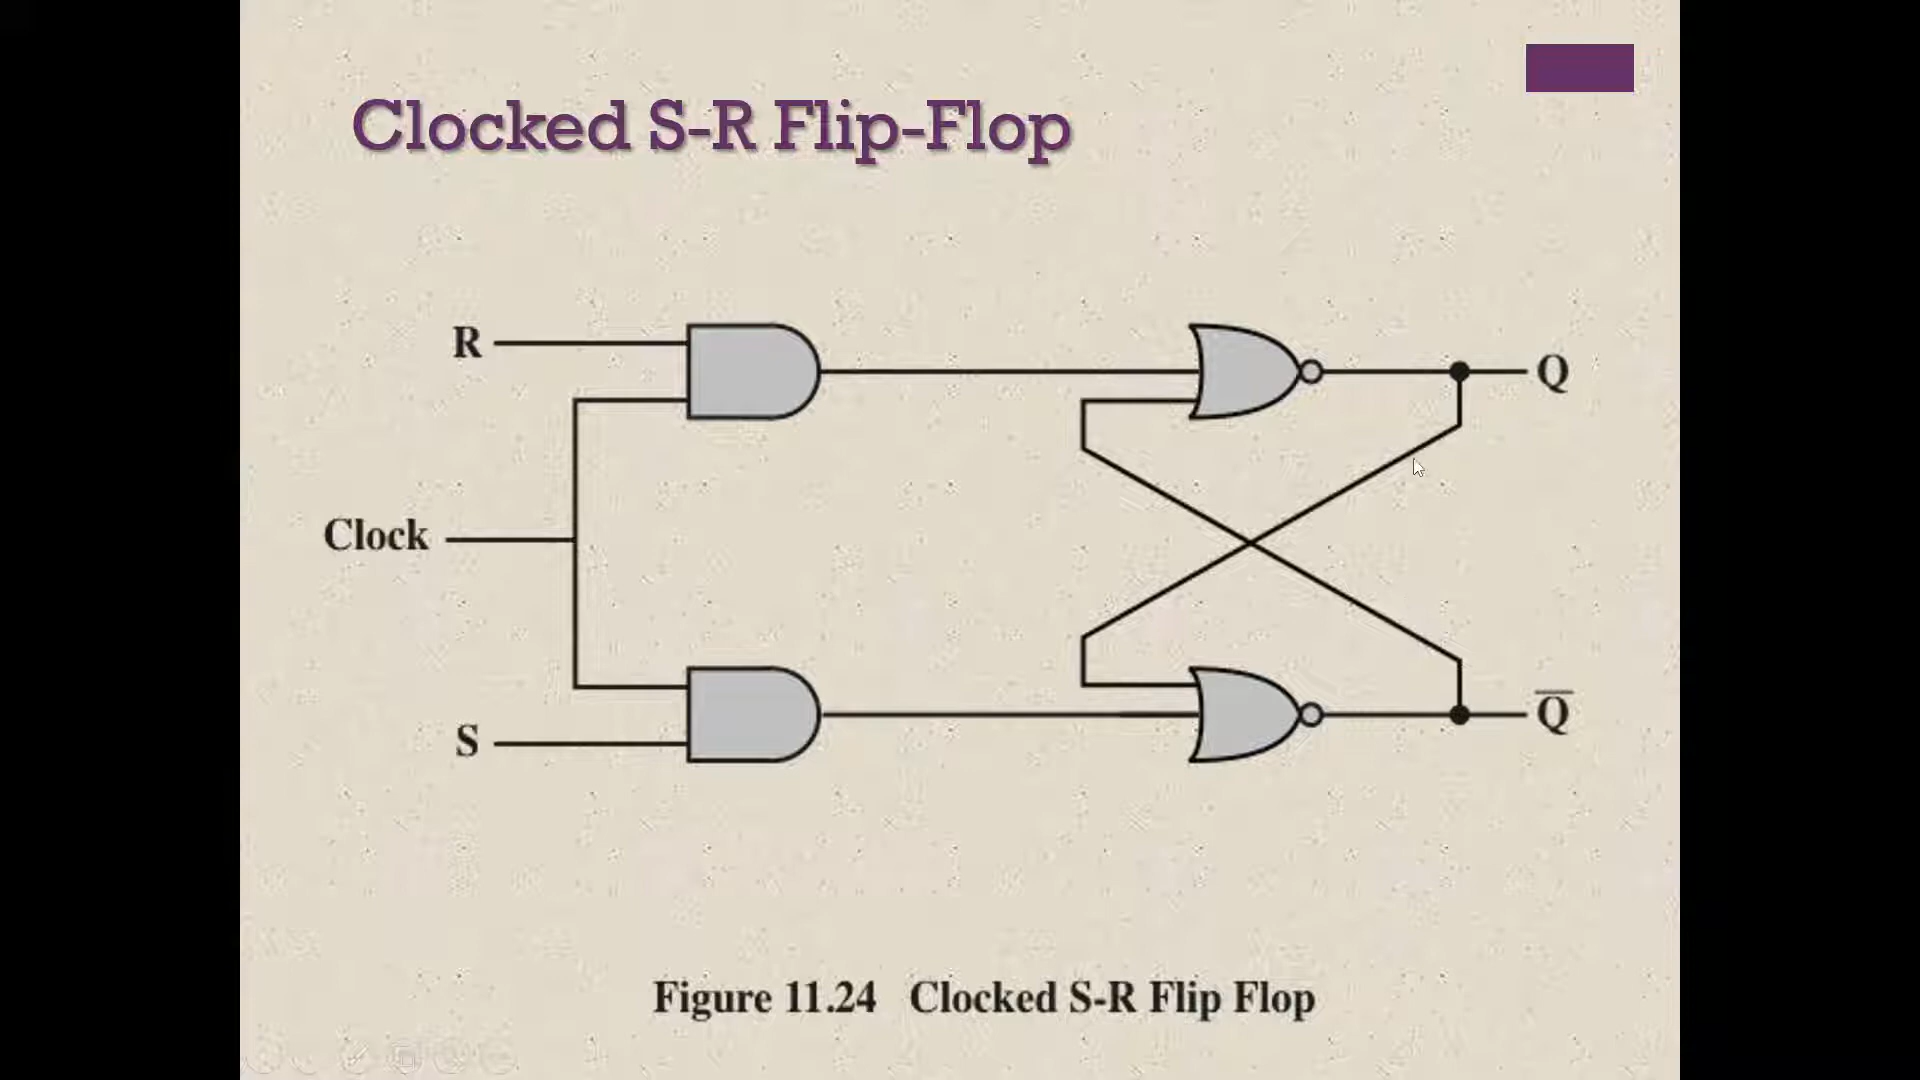 Clocked S-R Flip-Flop
R
Q
Clock
S
Q̅
Figure 11.24 Clocked S-R Flip Flop